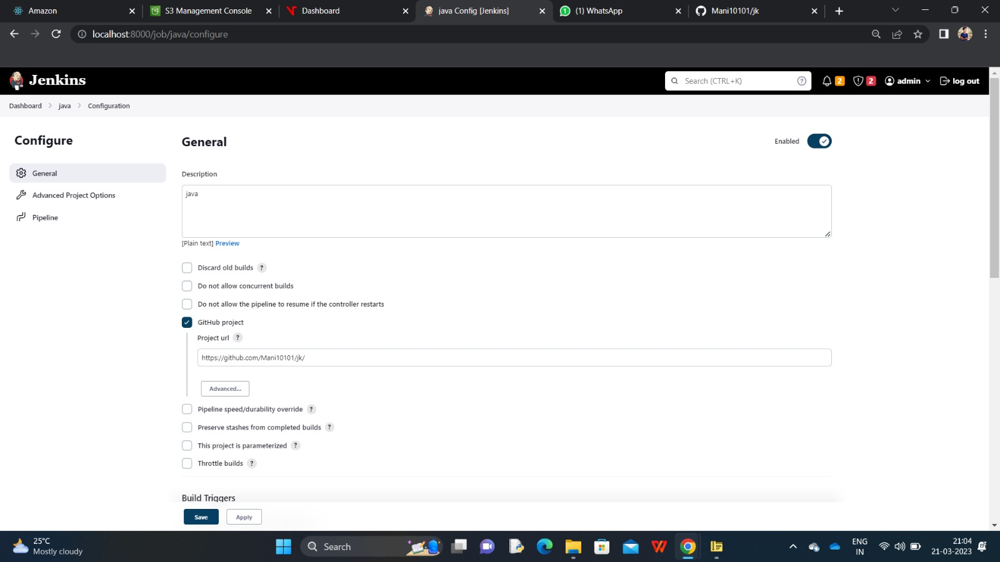 Amazon
S3 Management Console
Dashboard
java Config [Jenkins]
(1) WhatsApp
Mani10101/jk
localhost:8000/job/java/configure
Jenkins
Search (CTRL+K)
2
2
admin
log out
Dashboard
java
Configuration
Configure
General
Advanced Project Options
Pipeline
General
Enabled
Description
java
[Plain text] Preview
Discard old builds ?
Do not allow concurrent builds
Do not allow the pipeline to resume if the controller restarts
GitHub project
Project url ?
https://github.com/Mani10101/jk/
Advanced...
Pipeline speed/durability override ?
Preserve stashes from completed builds ?
This project is parameterized ?
Throttle builds ?
Build Triggers
Save
Apply
25°C
Mostly cloudy
Search
ENG
IN
21:04
21-03-2023